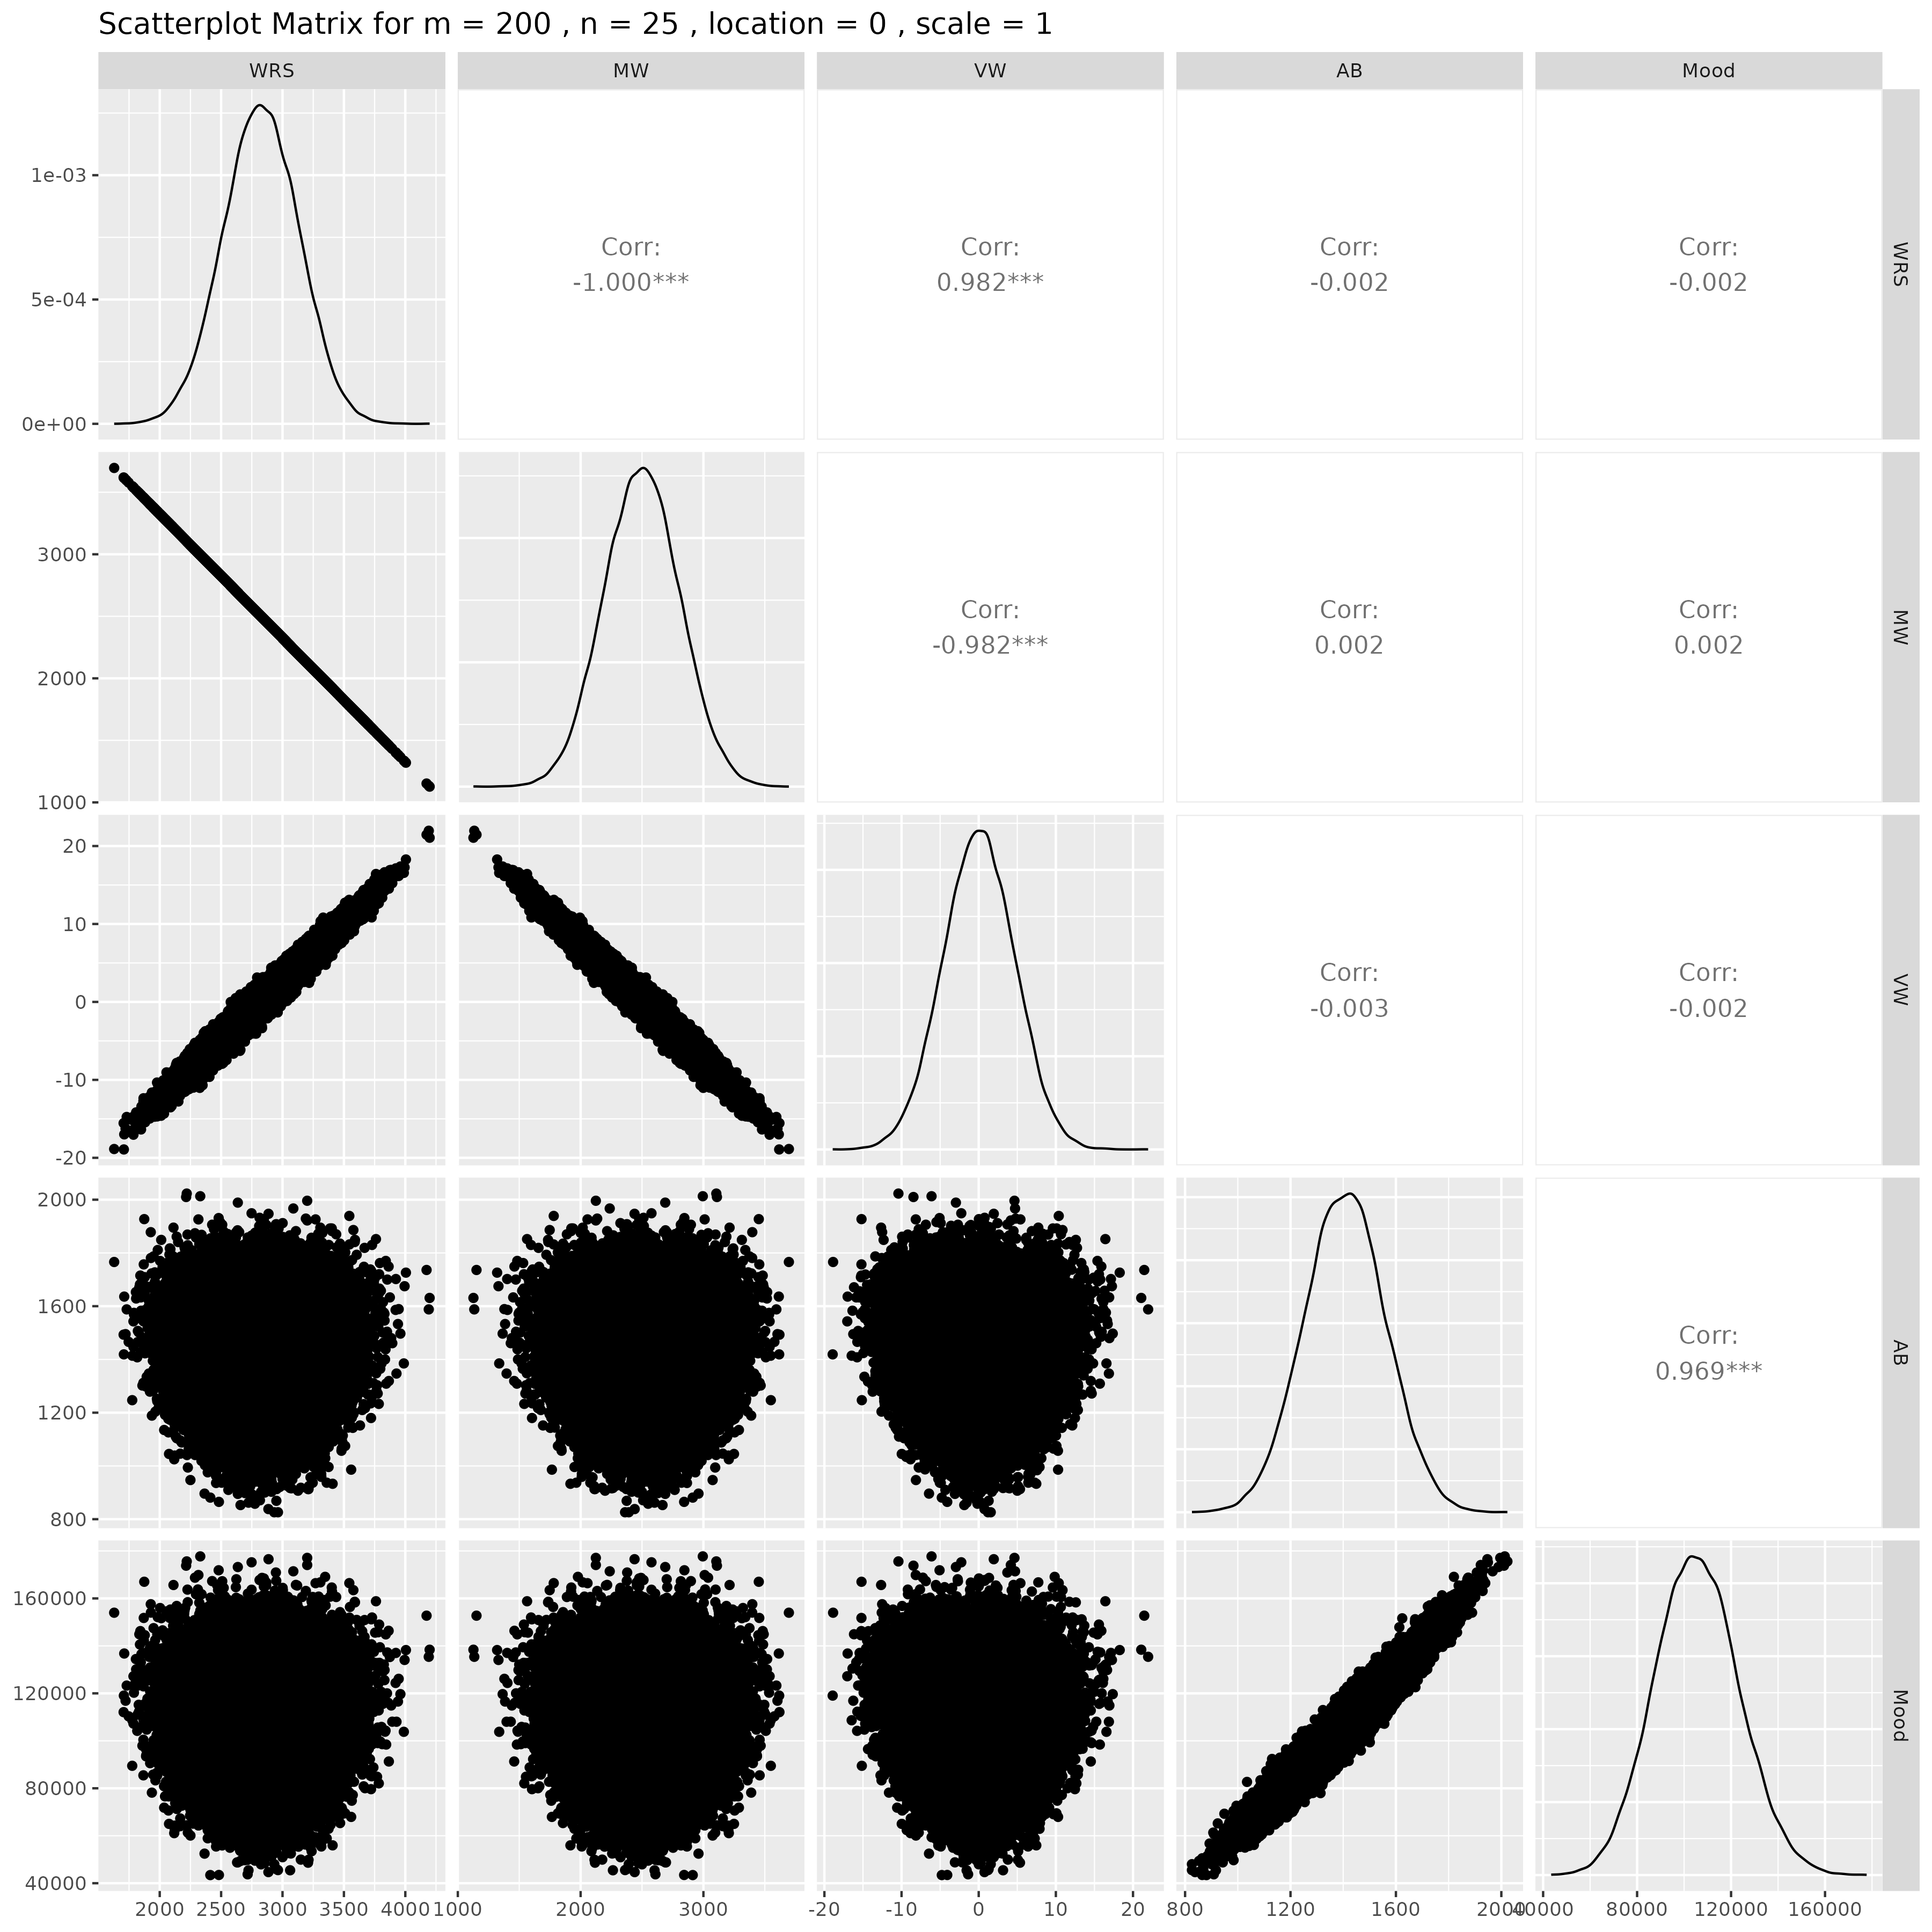 Scatterplot Matrix for m = 200 , n = 25 , location = 0 , scale = 1
WRS MW VW AB Mood
1e-03
5e-04
0e+00
Corr:
-1.000***
Corr:
0.982***
Corr:
-0.002
Corr:
-0.002
WRS
3000
2000
1000
Corr:
-0.982***
Corr:
0.002
Corr:
0.002
MW
20
10
0
-10
-20
Corr:
-0.003
Corr:
-0.002
VW
2000
1600
1200
800
Corr:
0.969***
AB
160000
120000
80000
40000
Mood
2000 2500 3000 3500 4000 1000 2000 3000 -20 -10 0 10 20 800 1200 1600 2000 40000 80000 120000 160000